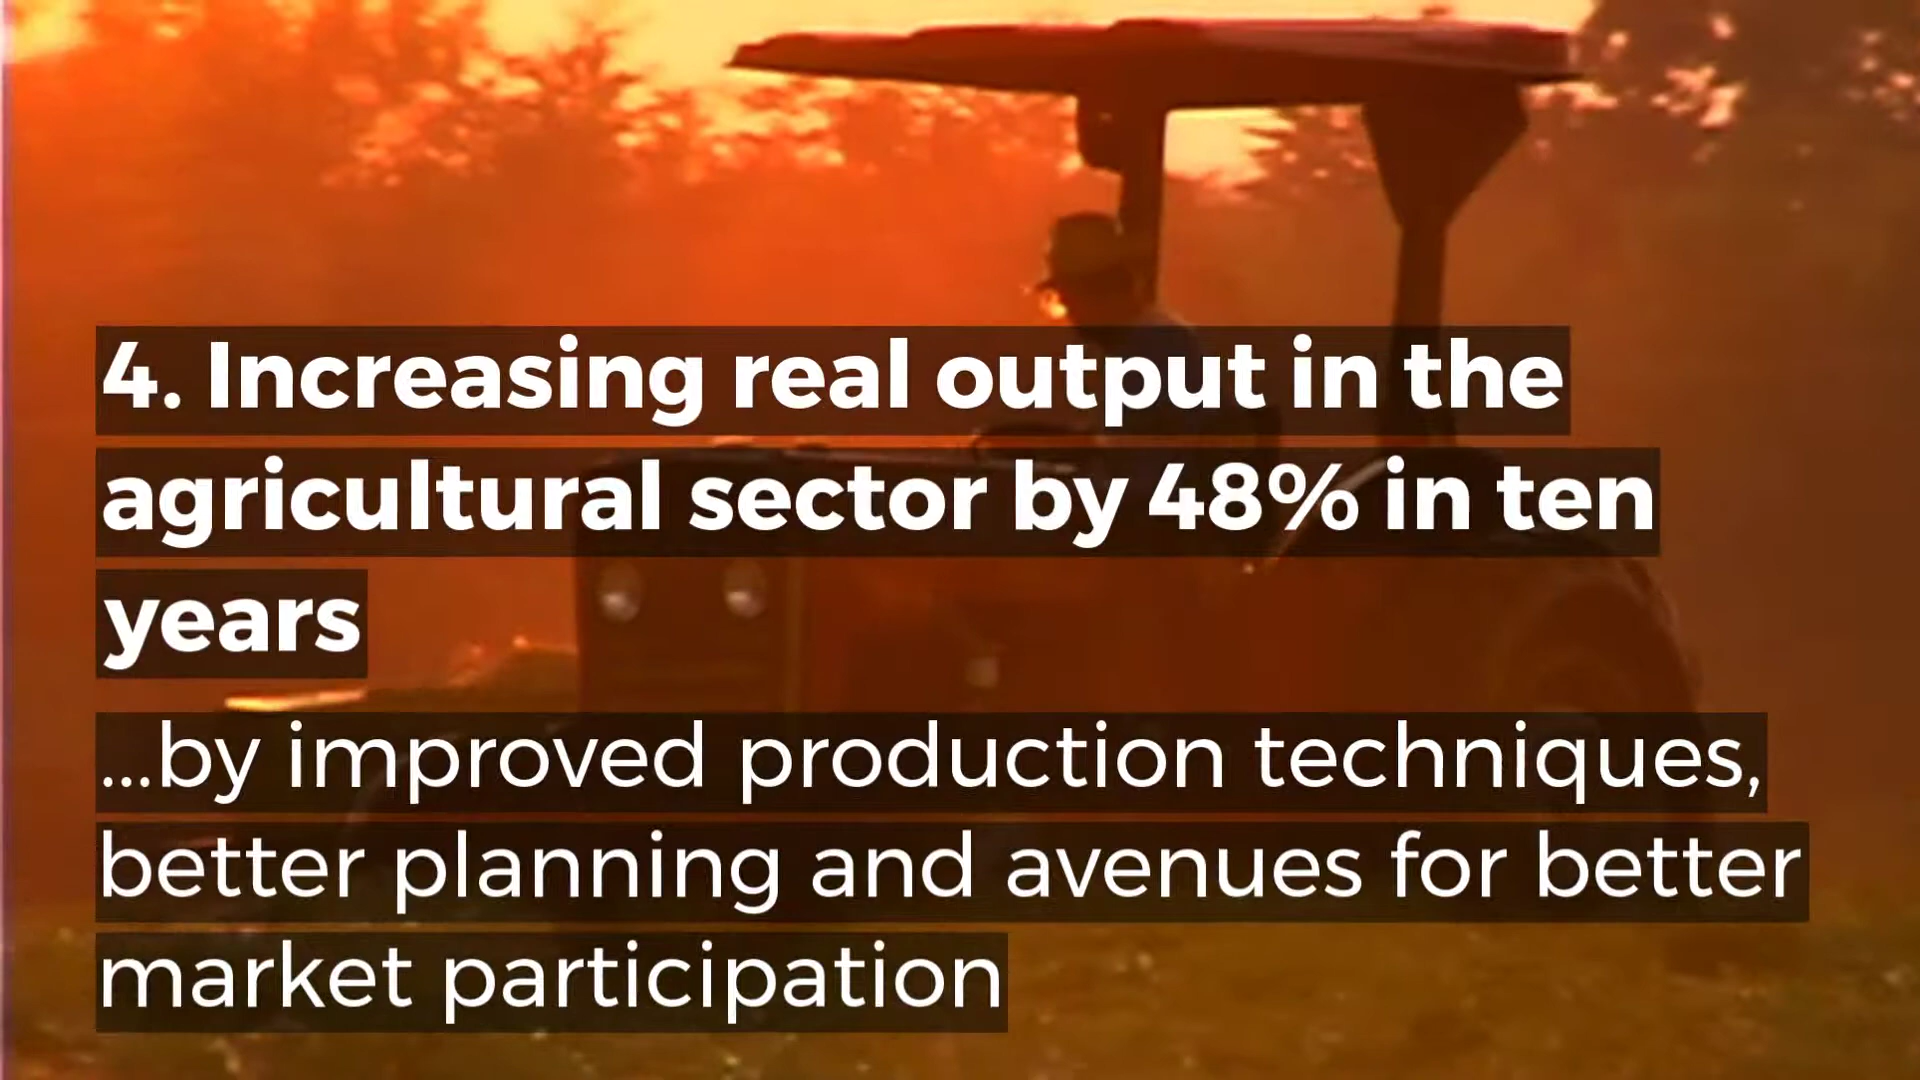 4. Increasing real output in the
agricultural sector by 48% in ten
years
...by improved production techniques,
better planning and avenues for better
market participation